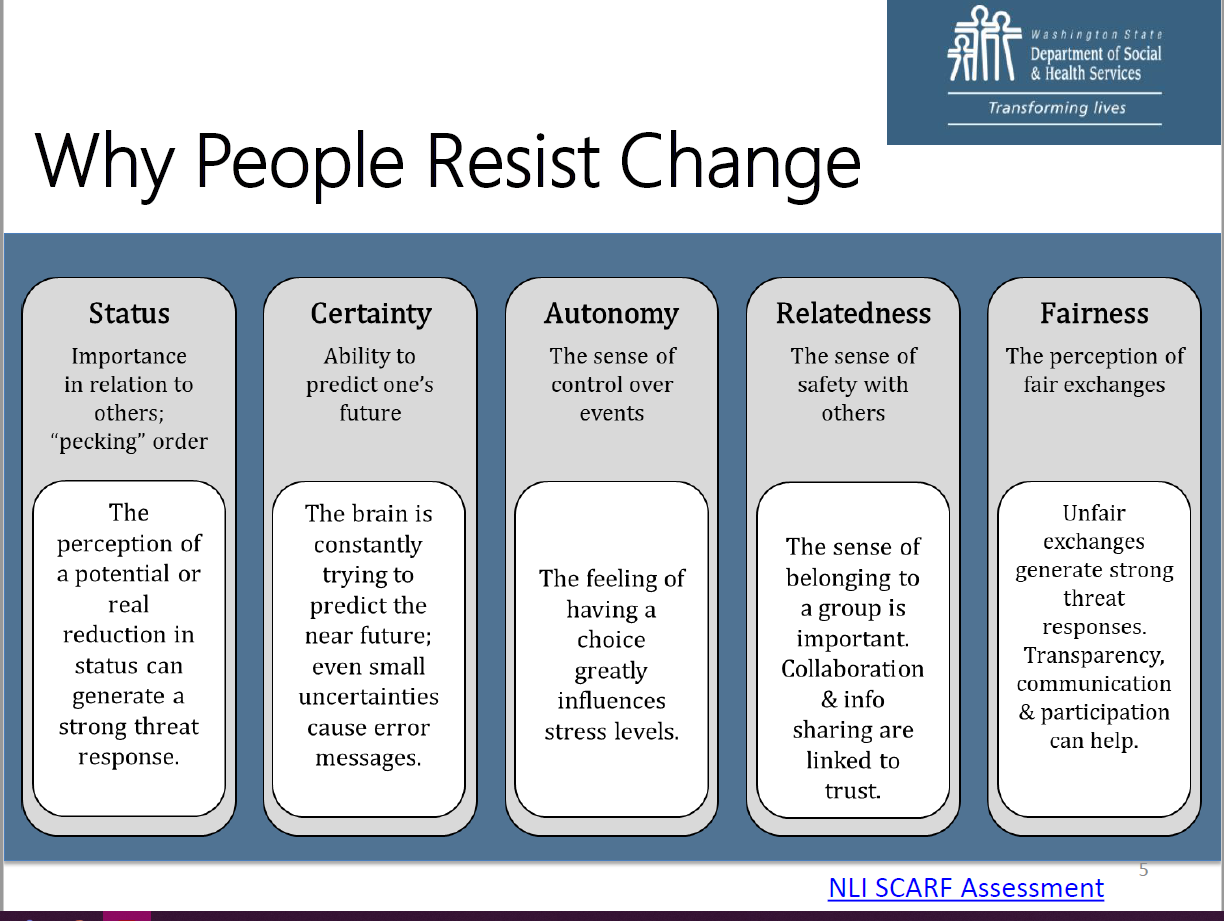 Washington State
Department of Social
& Health Services
Transforming lives
Why People Resist Change
Status
Importance
in relation to
others;
“pecking” order
The
perception of
a potential or
real
reduction in
status can
generate a
strong threat
response.
Certainty
Ability to
predict one’s
future
The brain is
constantly
trying to
predict the
near future;
even small
uncertainties
cause error
messages.
Autonomy
The sense of
control over
events
The feeling of
having a
choice
greatly
influences
stress levels.
Relatedness
The sense of
safety with
others
The sense of
belonging to
a group is
important.
Collaboration
& info
sharing are
linked to
trust.
Fairness
The perception of
fair exchanges
Unfair
exchanges
generate strong
threat
responses.
Transparency,
communication
& participation
can help.
5
NLI SCARF Assessment